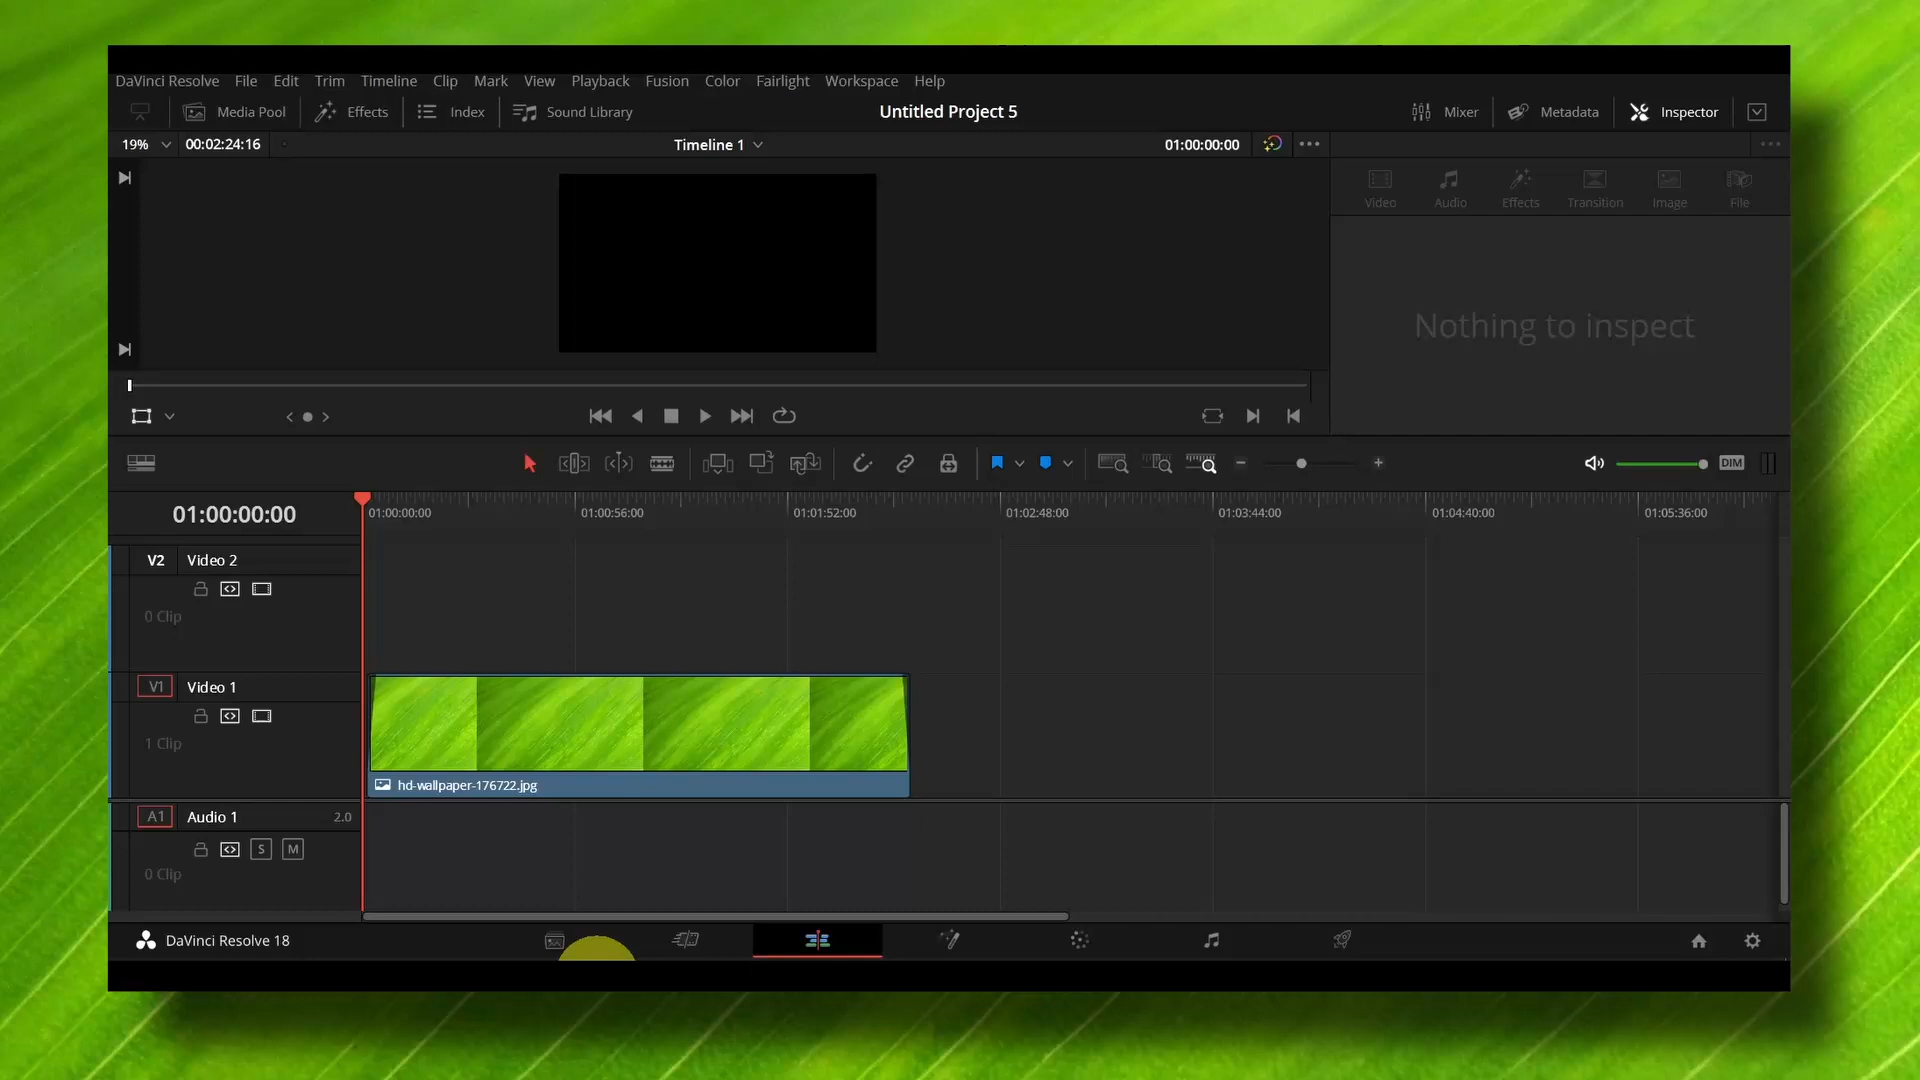 DaVinci Resolve File Edit Trim Timeline Clip Mark View Playback Fusion Color Fairlight Workspace Help
Media Pool Effects Index Sound Library Untitled Project 5 Mixer Metadata Inspector
19% 00:02:24:16 Timeline 1 01:00:00:00
Video Audio Effects Transition Image File
Nothing to inspect
DIM
01:00:00:00 01:00:00:00 01:00:56:00 01:01:52:00 01:02:48:00 01:03:44:00 01:04:40:00 01:05:36:00
V2 Video 2
0 Clip
V1 Video 1
1 Clip
hd-wallpaper-176722.jpg
A1 Audio 1 2.0
S M
0 Clip
DaVinci Resolve 18